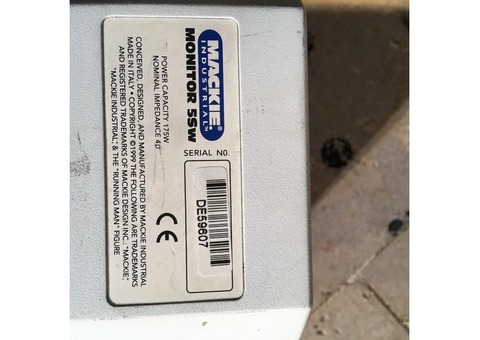 MACKIE.
INDUSTRIAL
MONITOR 5Sw
POWER CAPACITY 175W
NOMINAL IMPEDANCE 4Ω
SERIAL NO.
DE59607
CE
CONCEIVED, DESIGNED, AND MANUFACTURED BY MACKIE INDUSTRIAL
MADE IN ITALY • COPYRIGHT ©1999 THE FOLLOWING ARE TRADEMARKS
AND REGISTERED TRADEMARKS OF MACKIE DESIGN INC.: "MACKIE,"
"MACKIE INDUSTRIAL," & THE "RUNNING MAN" FIGURE